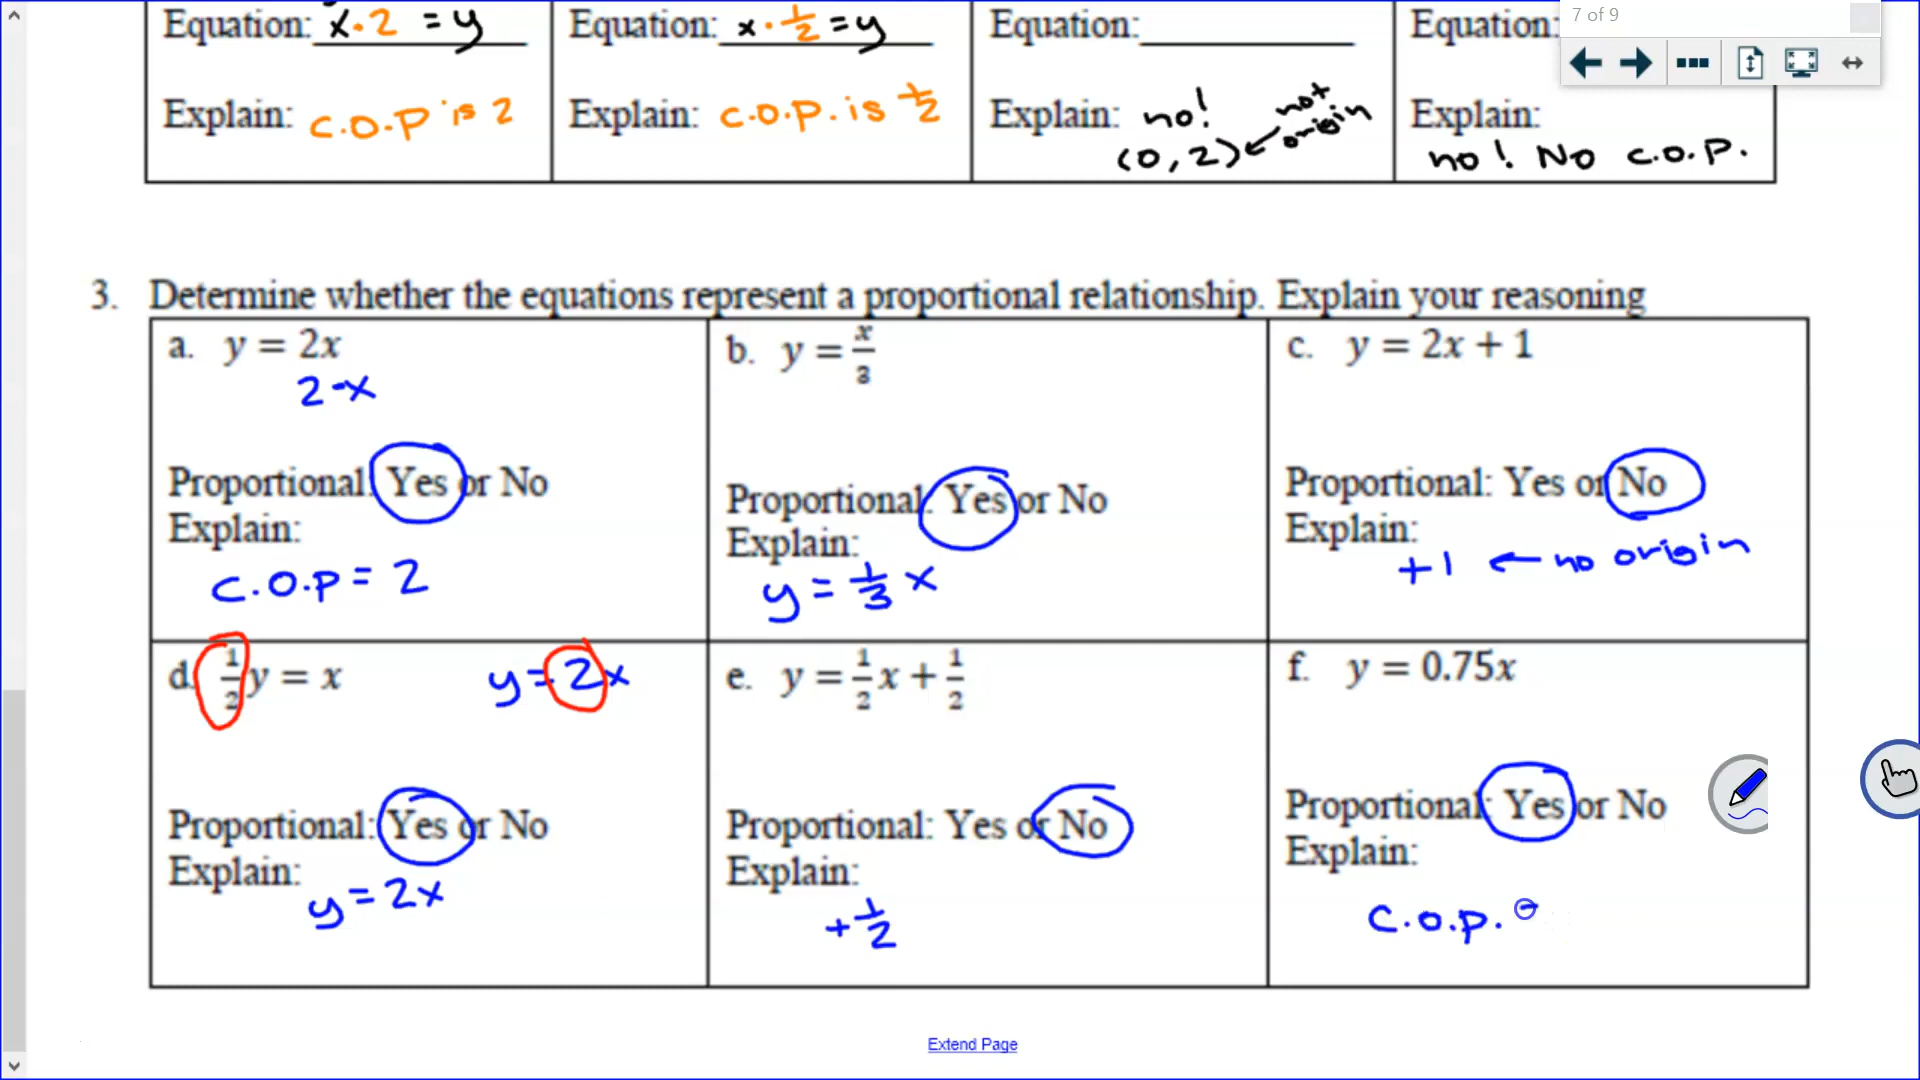 7 of 9
Equation: x · 2 = y
Equation: x · 1/2 = y
Equation:
Equation:
Explain: c.o.p is 2
Explain: c.o.p. is 1/2
Explain: no!
(0,2) ← not origin
Explain:
no! No c.o.p.
3. Determine whether the equations represent a proportional relationship. Explain your reasoning
a. y = 2x
2·x
Proportional: Yes or No
Explain:
c.o.p = 2
b. y = x/3
Proportional: Yes or No
Explain:
y = 1/3 x
c. y = 2x + 1
Proportional: Yes or No
Explain:
+1 ← no origin
d. 1/2 y = x
y = 2x
Proportional: Yes or No
Explain:
y = 2x
e. y = 1/2 x + 1/2
Proportional: Yes or No
Explain:
+ 1/2
f. y = 0.75x
Proportional: Yes or No
Explain:
c.o.p.
Extend Page